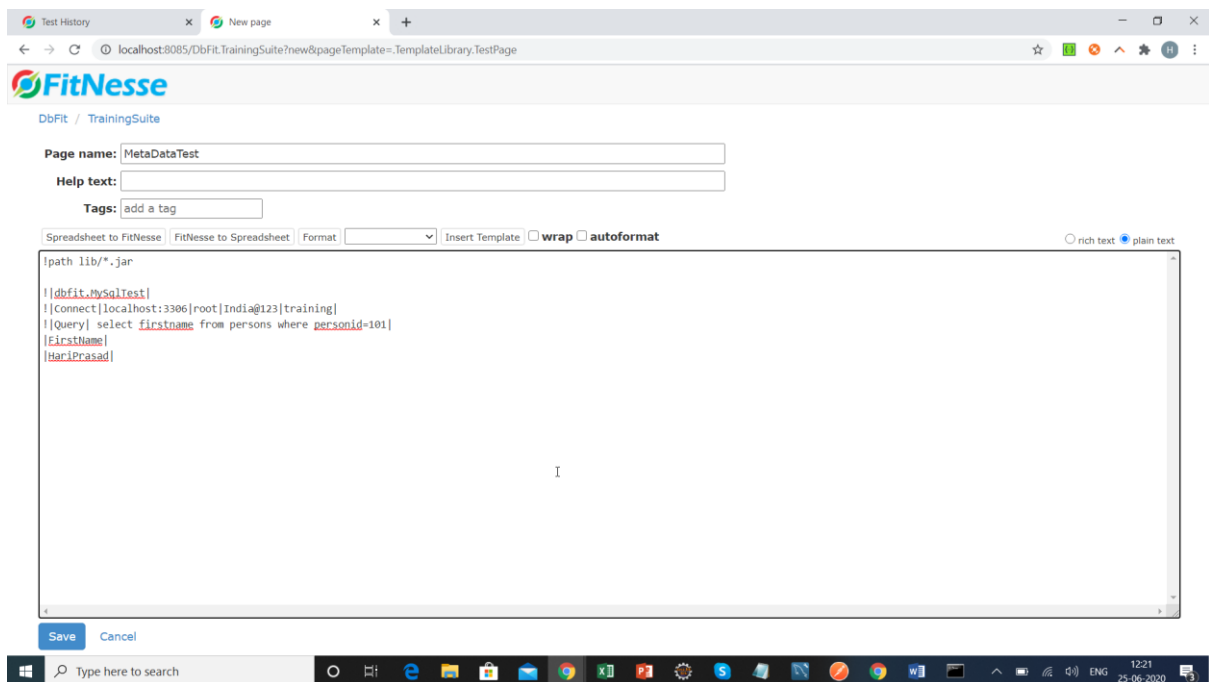 Test History
New page
localhost:8085/DbFit.TrainingSuite?new&pageTemplate=.TemplateLibrary.TestPage
H
FitNesse
DbFit / TrainingSuite
Page name: MetaDataTest
Help text:
Tags: add a tag
Spreadsheet to FitNesse FitNesse to Spreadsheet Format Insert Template wrap autoformat rich text plain text
!path lib/*.jar
!|dbfit.MySqlTest|
!|Connect|localhost:3306|root|India@123|training|
!|Query| select firstname from persons where personid=101|
|FirstName|
|HariPrasad|
Save Cancel
Type here to search
ENG
12:21
25-06-2020
3